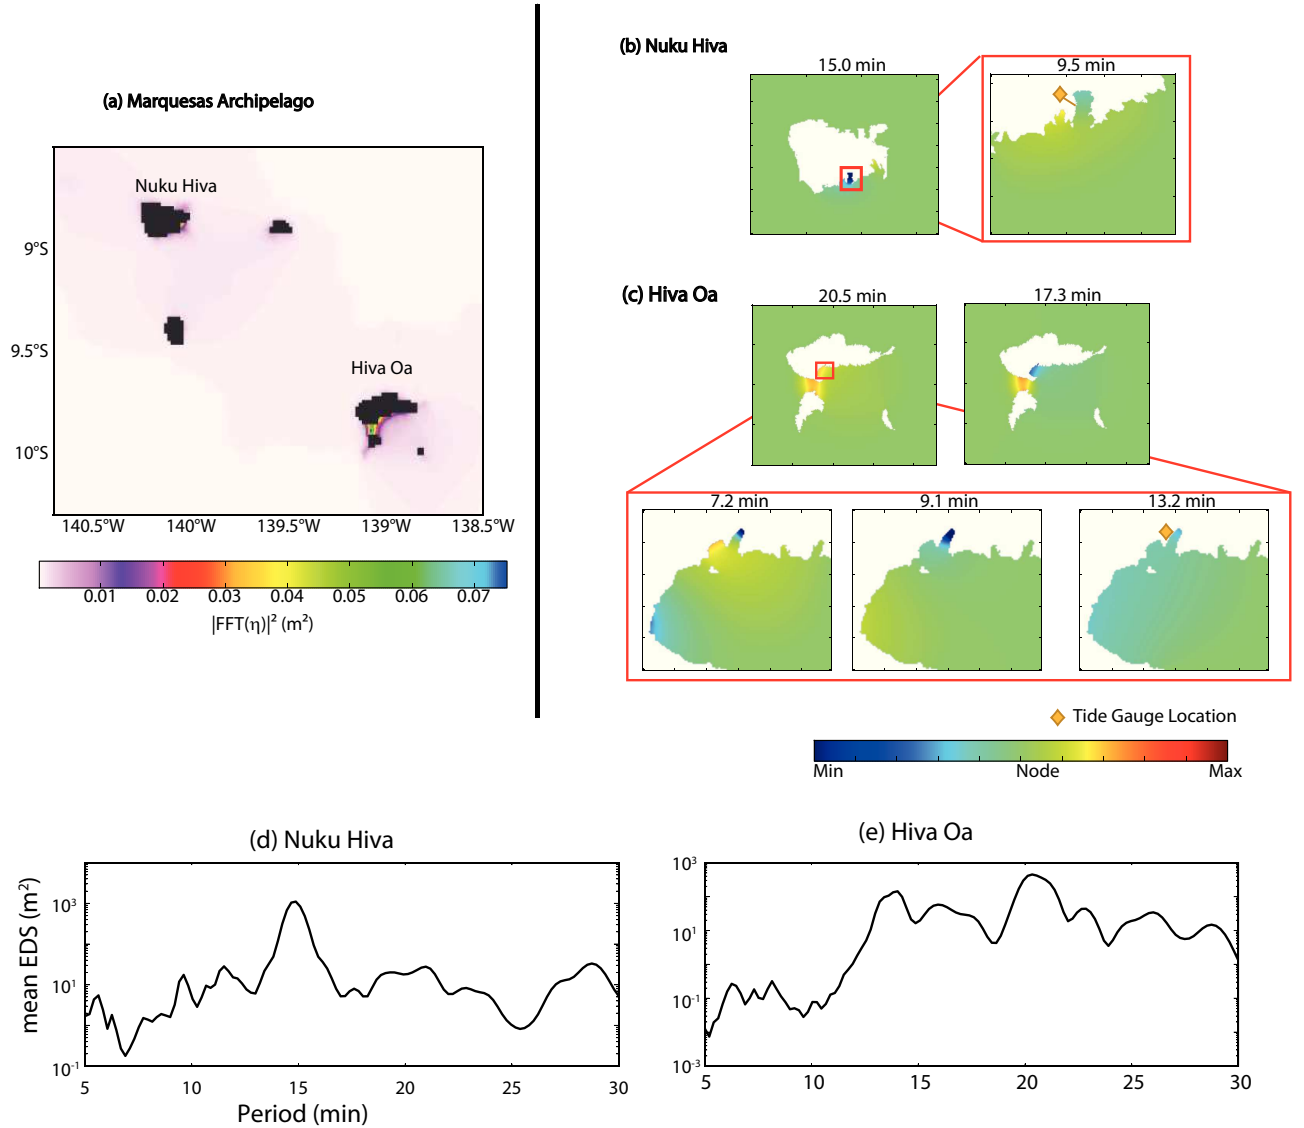 (a) Marquesas Archipelago
Nuku Hiva
Hiva Oa
9°S
9.5°S
10°S
140.5°W 140°W 139.5°W 139°W 138.5°W
0.01 0.02 0.03 0.04 0.05 0.06 0.07
|FFT(η)|² (m²)
(b) Nuku Hiva
15.0 min
9.5 min
(c) Hiva Oa
20.5 min
17.3 min
7.2 min
9.1 min
13.2 min
Tide Gauge Location
Min Node Max
(d) Nuku Hiva
mean EDS (m²)
10³
10¹
10⁻¹
5 10 15 20 25 30
Period (min)
(e) Hiva Oa
10³
10¹
10⁻¹
10⁻³
5 10 15 20 25 30